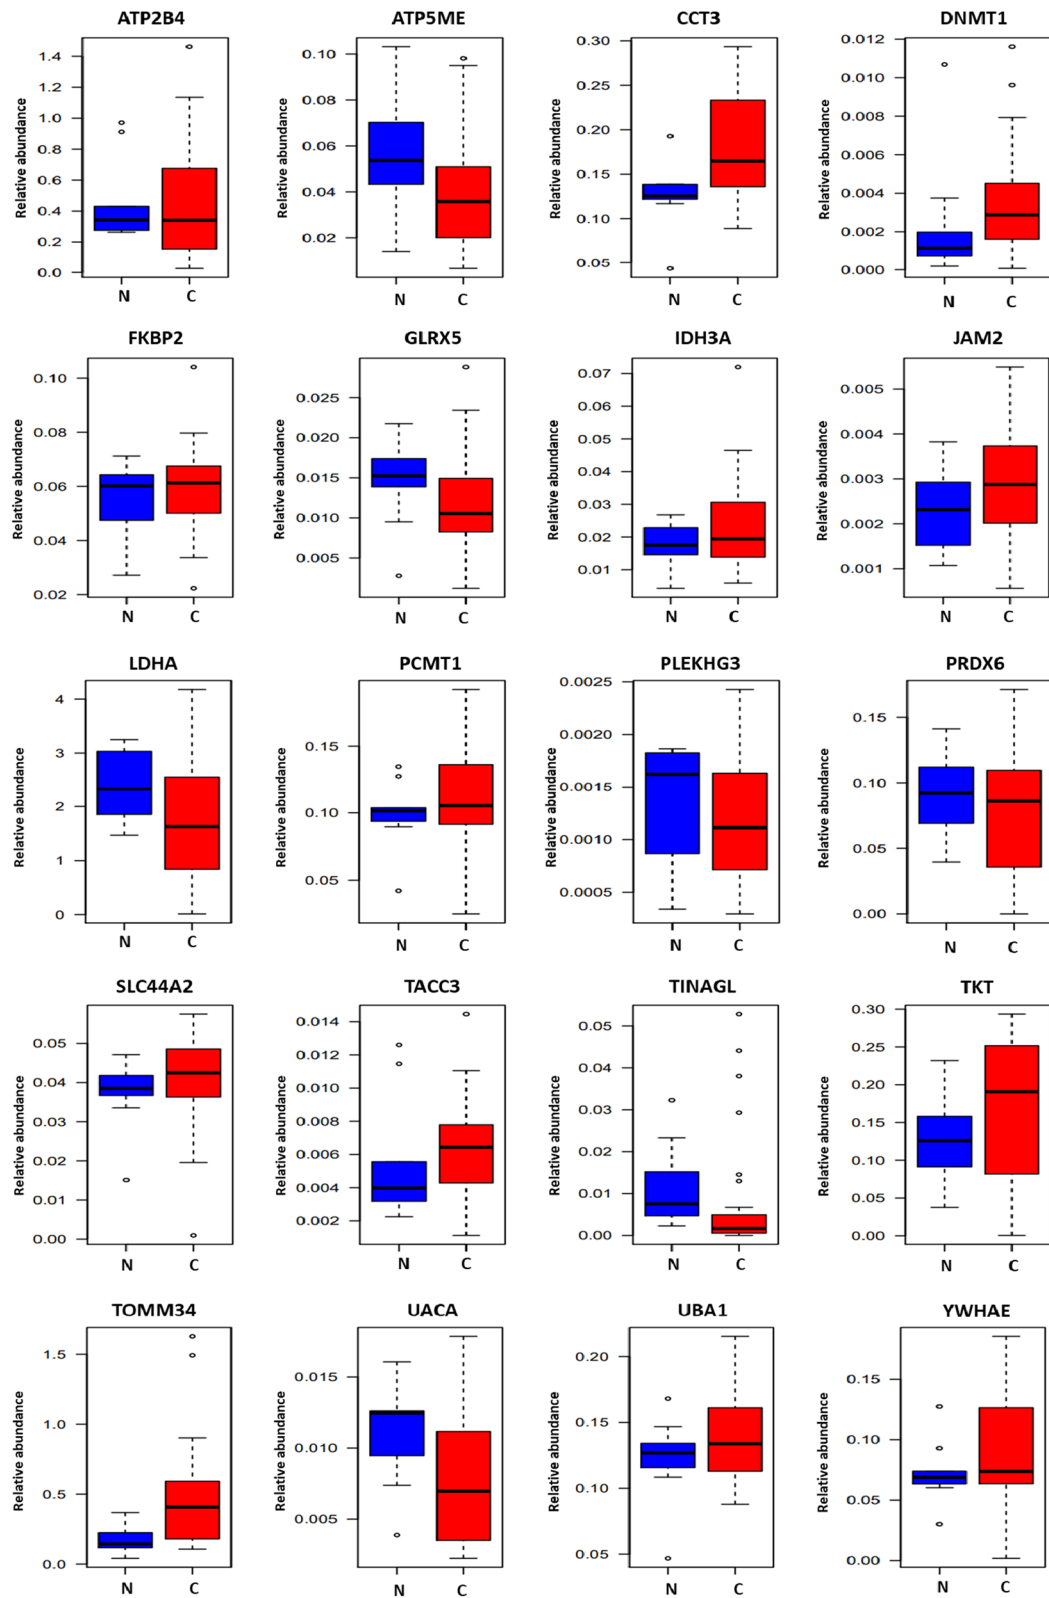 ATP2B4 ATP5ME CCT3 DNMT1
Relative abundance
1.4
1.2
1.0
0.8
0.6
0.4
0.2
0.0
N C
Relative abundance
0.10
0.08
0.06
0.04
0.02
N C
Relative abundance
0.30
0.25
0.20
0.15
0.10
0.05
N C
Relative abundance
0.012
0.010
0.008
0.006
0.004
0.002
0.000
N C
FKBP2 GLRX5 IDH3A JAM2
Relative abundance
0.10
0.08
0.06
0.04
0.02
N C
Relative abundance
0.025
0.020
0.015
0.010
0.005
N C
Relative abundance
0.07
0.06
0.05
0.04
0.03
0.02
0.01
N C
Relative abundance
0.005
0.004
0.003
0.002
0.001
N C
LDHA PCMT1 PLEKHG3 PRDX6
Relative abundance
4
3
2
1
0
N C
Relative abundance
0.15
0.10
0.05
N C
Relative abundance
0.0025
0.0020
0.0015
0.0010
0.0005
N C
Relative abundance
0.15
0.10
0.05
0.00
N C
SLC44A2 TACC3 TINAGL TKT
Relative abundance
0.05
0.04
0.03
0.02
0.01
0.00
N C
Relative abundance
0.014
0.012
0.010
0.008
0.006
0.004
0.002
N C
Relative abundance
0.05
0.04
0.03
0.02
0.01
0.00
N C
Relative abundance
0.30
0.25
0.20
0.15
0.10
0.05
0.00
N C
TOMM34 UACA UBA1 YWHAE
Relative abundance
1.5
1.0
0.5
0.0
N C
Relative abundance
0.015
0.010
0.005
N C
Relative abundance
0.20
0.15
0.10
0.05
N C
Relative abundance
0.15
0.10
0.05
0.00
N C